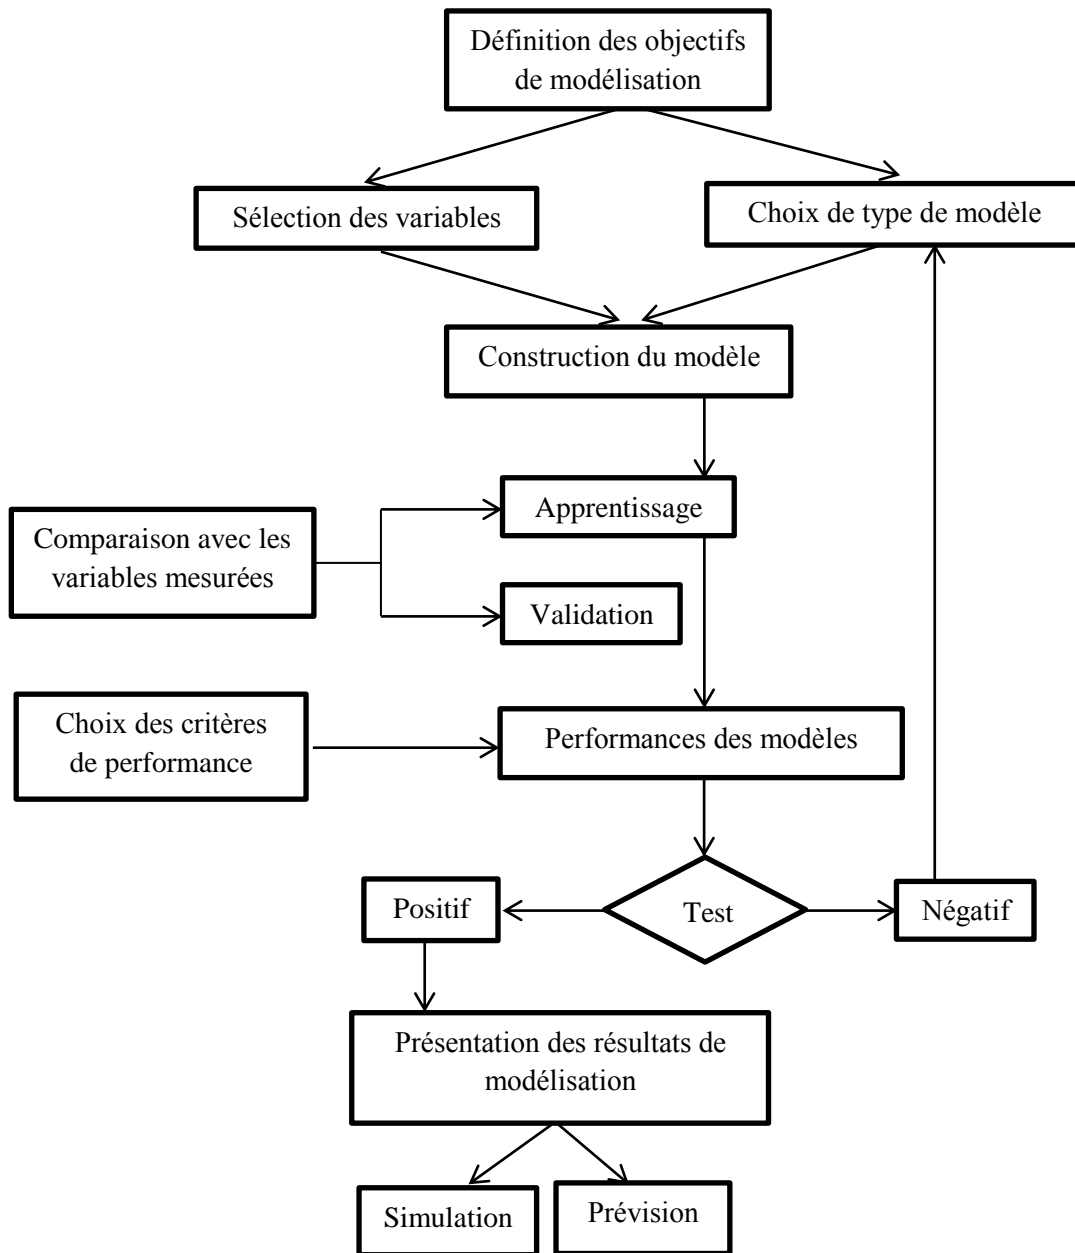 Définition des objectifs
de modélisation
Sélection des variables
Choix de type de modèle
Construction du modèle
Apprentissage
Comparaison avec les
variables mesurées
Validation
Choix des critères
de performance
Performances des modèles
Positif
Test
Négatif
Présentation des résultats de
modélisation
Simulation
Prévision